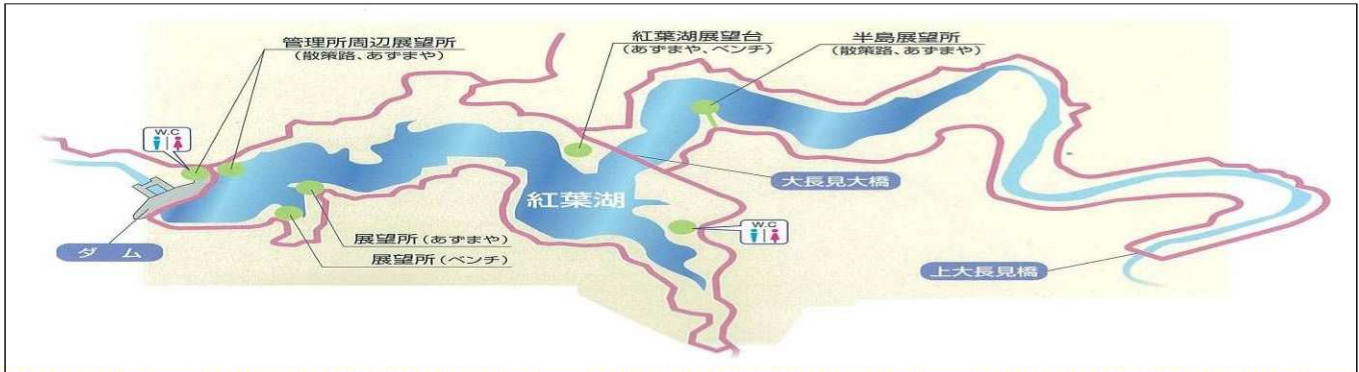 管理所周辺展望所
(散策路、あずまや)
紅葉湖展望台
(あずまや、ベンチ)
半島展望所
(散策路、あずまや)
W.C
大長見大橋
紅葉湖
W.C
展望所(あずまや)
展望所(ベンチ)
ダム
上大長見橋